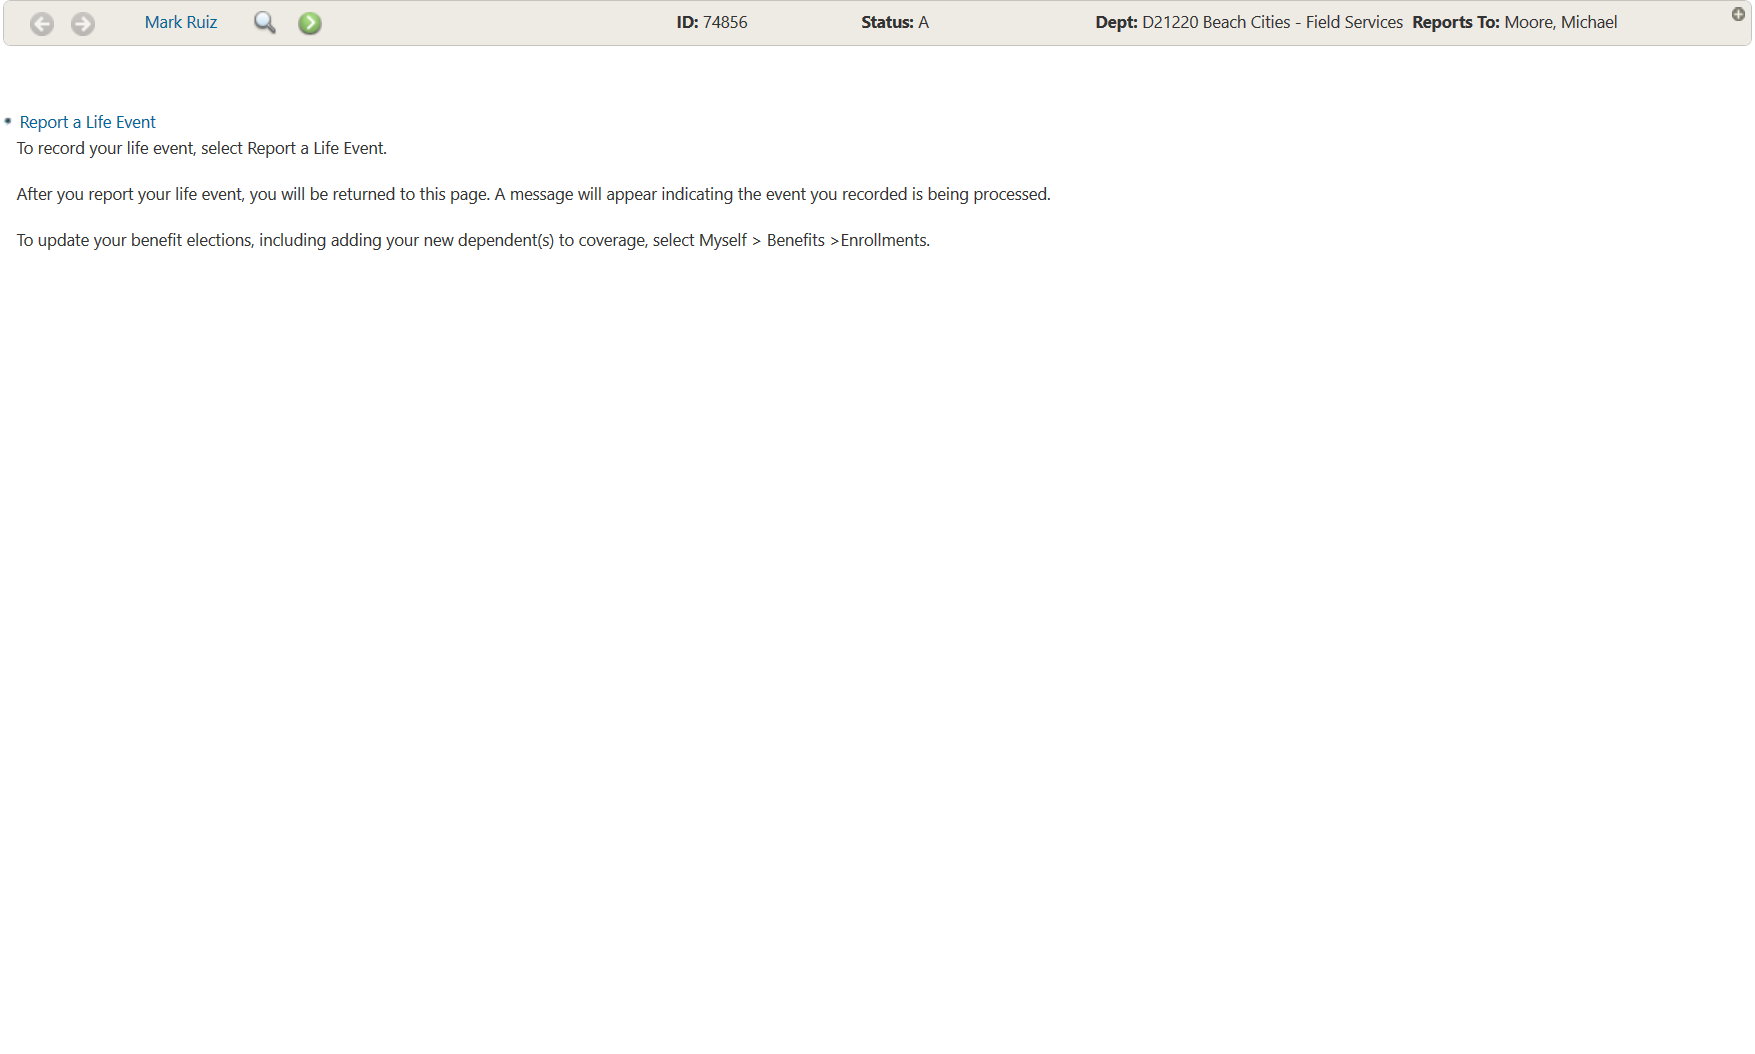 Mark Ruiz ID: 74856 Status: A Dept: D21220 Beach Cities - Field Services Reports To: Moore, Michael
Report a Life Event
To record your life event, select Report a Life Event.
After you report your life event, you will be returned to this page. A message will appear indicating the event you recorded is being processed.
To update your benefit elections, including adding your new dependent(s) to coverage, select Myself > Benefits >Enrollments.